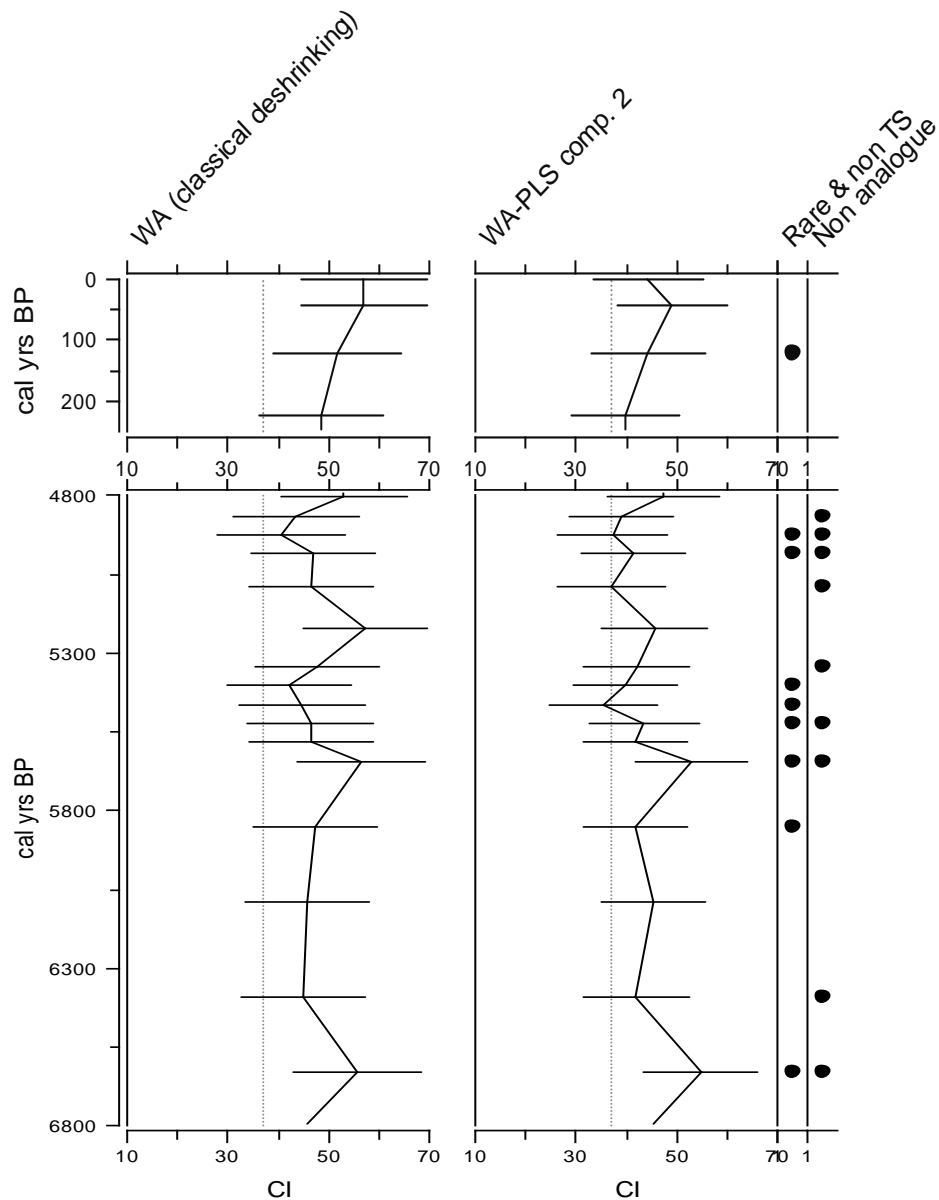 WA (classical deshrinking)
WA-PLS comp. 2
Rare & non TS
Non analogue
cal yrs BP
0
100
200
10 30 50 70 10 30 50 70 1 1
cal yrs BP
4800
5300
5800
6300
6800
10 30 50 70 10 30 50 70 1 1
CI CI